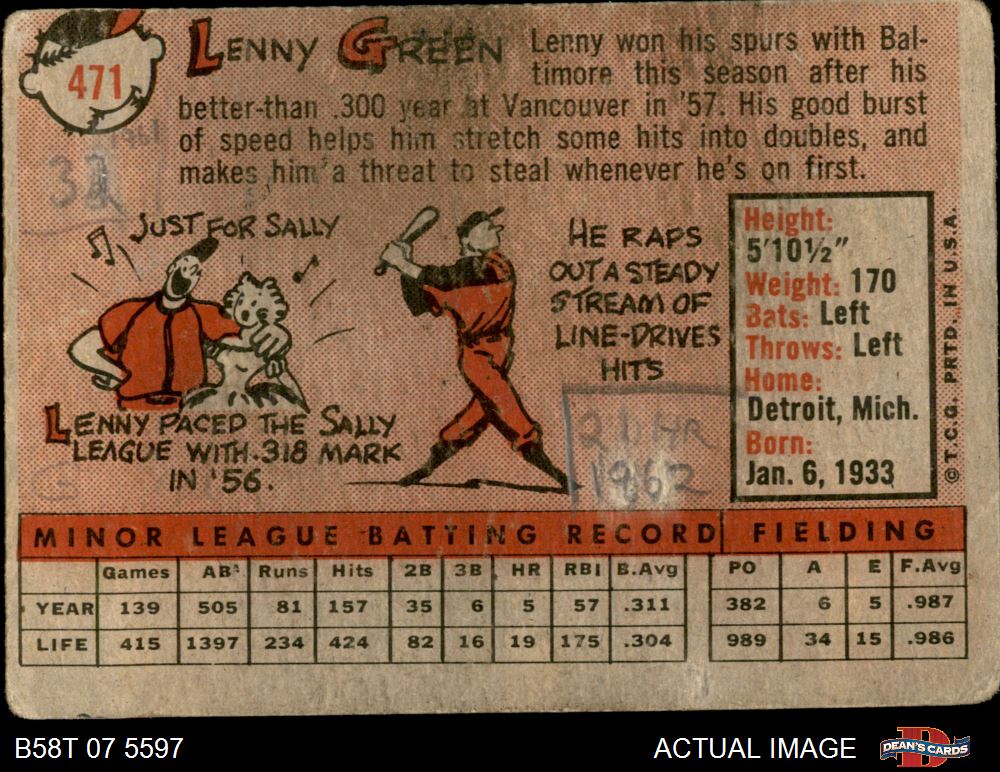 471
LENNY GREEN
Lenny won his spurs with Bal-
timore this season after his
better-than .300 year at Vancouver in '57. His good burst
of speed helps him stretch some hits into doubles, and
makes him a threat to steal whenever he's on first.
JUST FOR SALLY
LENNY PACED THE SALLY
LEAGUE WITH .318 MARK
IN '56.
HE RAPS
OUT A STEADY
STREAM OF
LINE-DRIVES
HITS
21 HR
1962
Height:
5'10½"
Weight: 170
Bats: Left
Throws: Left
Home:
Detroit, Mich.
Born:
Jan. 6, 1933
©T.C.G. PRTD. IN U.S.A.
MINOR LEAGUE BATTING RECORD FIELDING
Games AB Runs Hits 2B 3B HR RBI B.Avg PO A E F.Avg
YEAR 139 505 81 157 35 6 5 57 .311 382 6 5 .987
LIFE 415 1397 234 424 82 16 19 175 .304 989 34 15 .986
B58T 07 5597 ACTUAL IMAGE DEAN'S CARDS